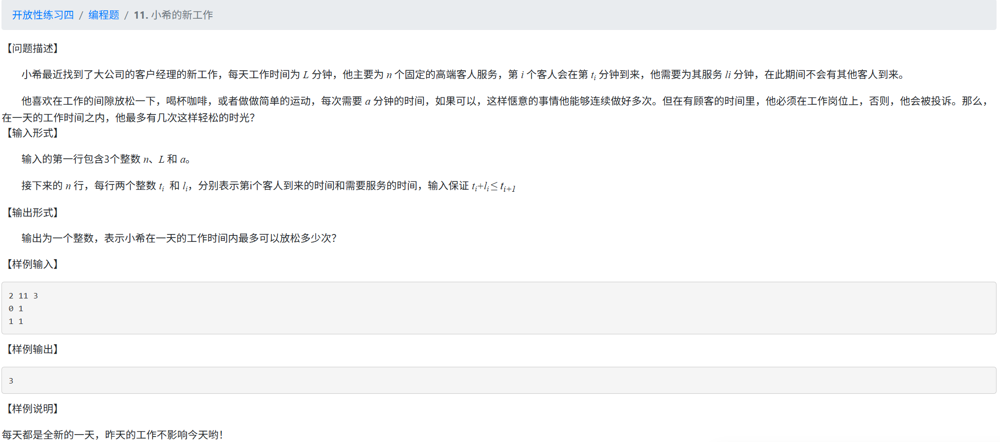 开放性练习四 / 编程题 / 11. 小希的新工作
【问题描述】
小希最近找到了大公司的客户经理的新工作，每天工作时间为 L 分钟，他主要为 n 个固定的高端客人服务，第 i 个客人会在第 ti 分钟到来，他需要为其服务 li 分钟，在此期间不会有其他客人到来。
他喜欢在工作的间隙放松一下，喝杯咖啡，或者做做简单的运动，每次需要 a 分钟的时间，如果可以，这样惬意的事情他能够连续做好多次。但在有顾客的时间里，他必须在工作岗位上，否则，他会被投诉。那么，
在一天的工作时间之内，他最多有几次这样轻松的时光？
【输入形式】
输入的第一行包含3个整数 n、L 和 a。
接下来的 n 行，每行两个整数 ti 和 li，分别表示第i个客人到来的时间和需要服务的时间，输入保证 ti+li≤ti+1
【输出形式】
输出为一个整数，表示小希在一天的工作时间内最多可以放松多少次？
【样例输入】
2 11 3
0 1
1 1
【样例输出】
3
【样例说明】
每天都是全新的一天，昨天的工作不影响今天哟！